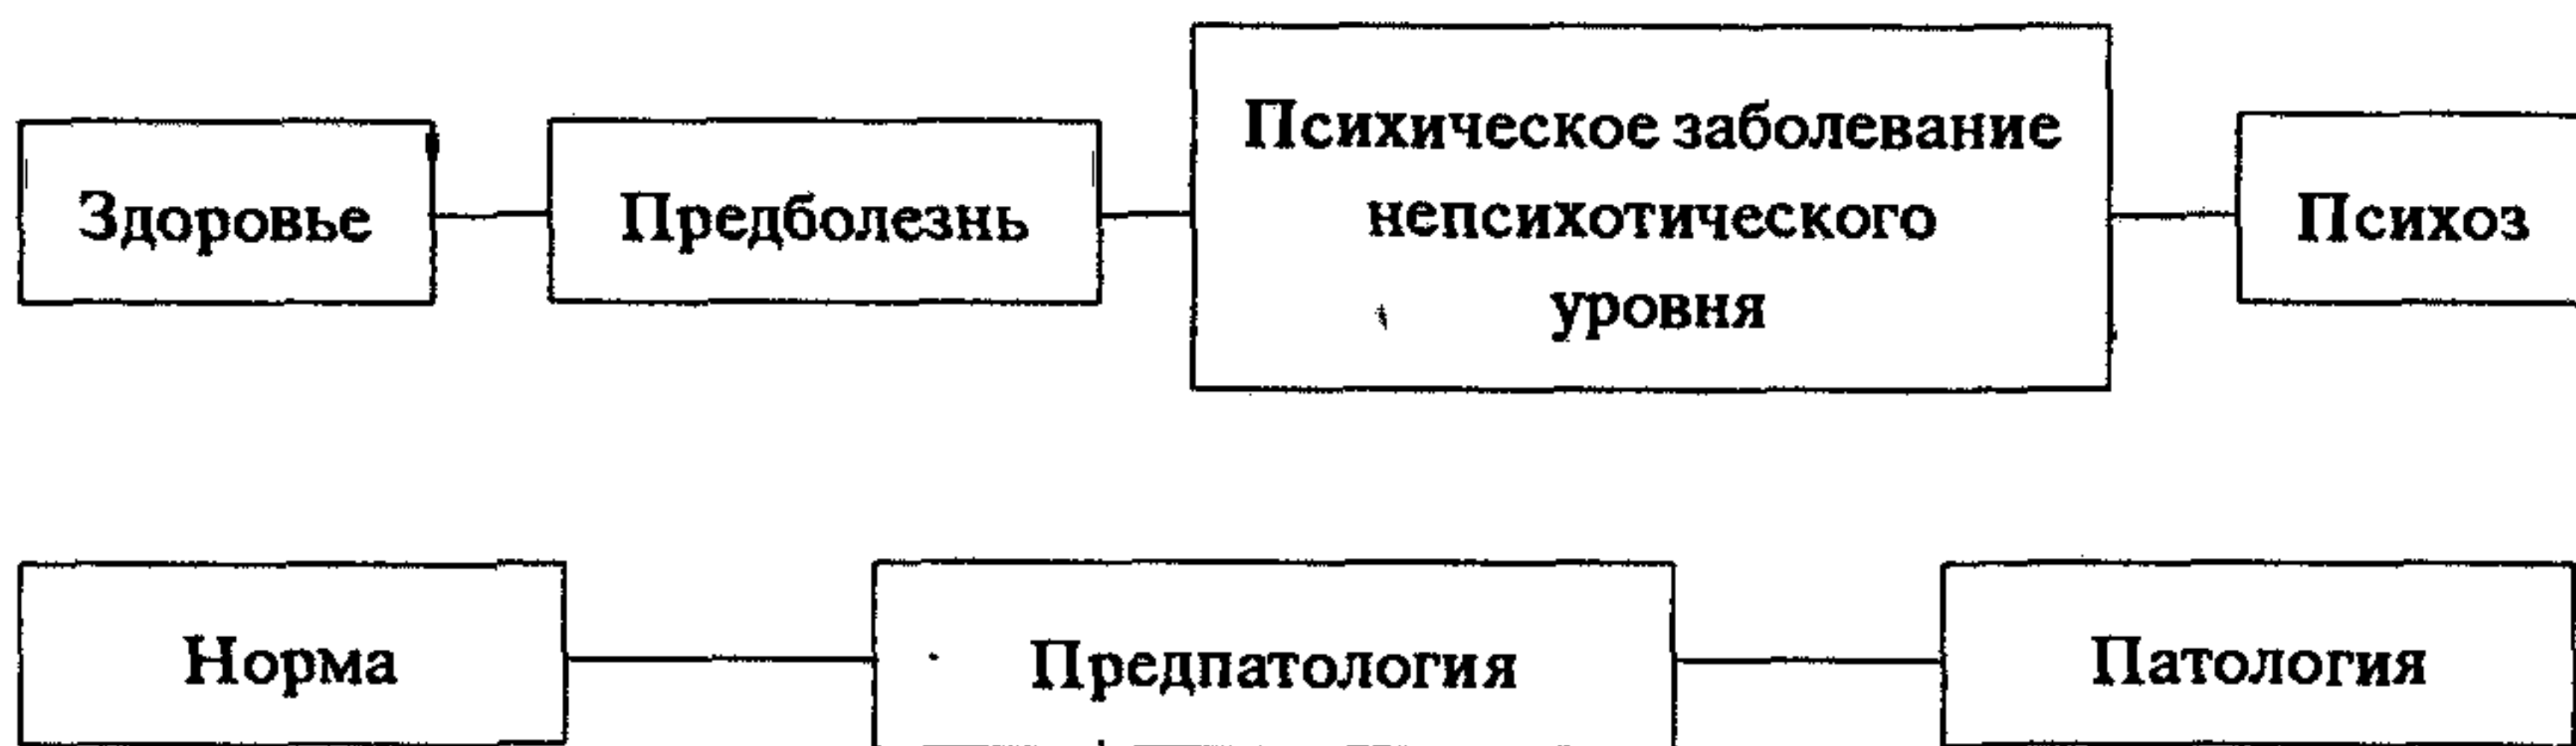 Здоровье
Предболезнь
Психическое заболевание
непсихотического
уровня
Психоз
Норма
Предпатология
Патология